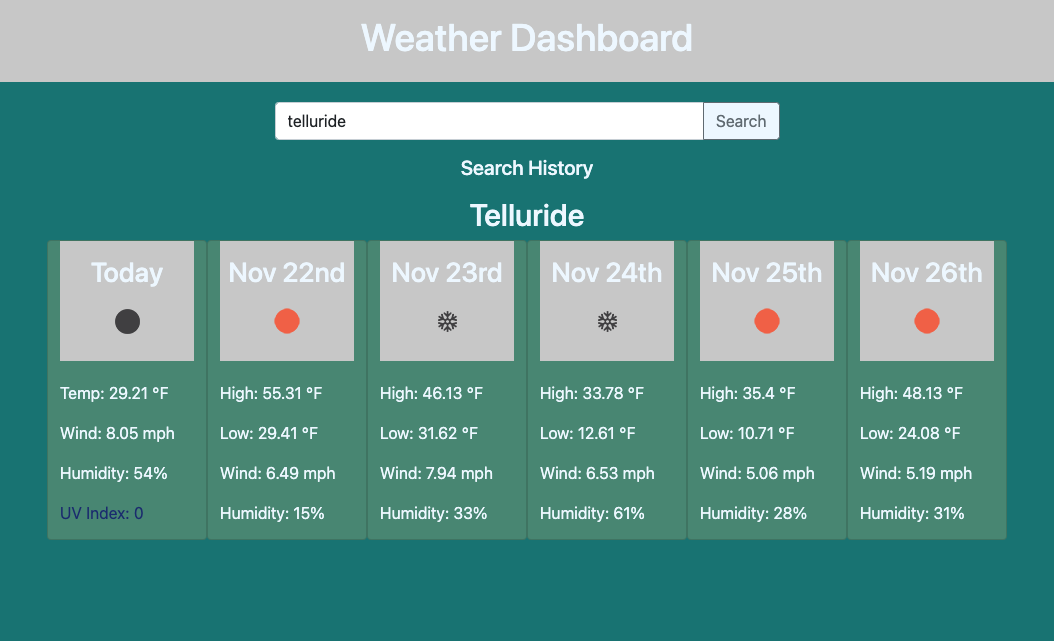 Weather Dashboard
telluride
Search
Search History
Telluride
Today
Temp: 29.21 °F
Wind: 8.05 mph
Humidity: 54%
UV Index: 0
Nov 22nd
High: 55.31 °F
Low: 29.41 °F
Wind: 6.49 mph
Humidity: 15%
Nov 23rd
High: 46.13 °F
Low: 31.62 °F
Wind: 7.94 mph
Humidity: 33%
Nov 24th
High: 33.78 °F
Low: 12.61 °F
Wind: 6.53 mph
Humidity: 61%
Nov 25th
High: 35.4 °F
Low: 10.71 °F
Wind: 5.06 mph
Humidity: 28%
Nov 26th
High: 48.13 °F
Low: 24.08 °F
Wind: 5.19 mph
Humidity: 31%